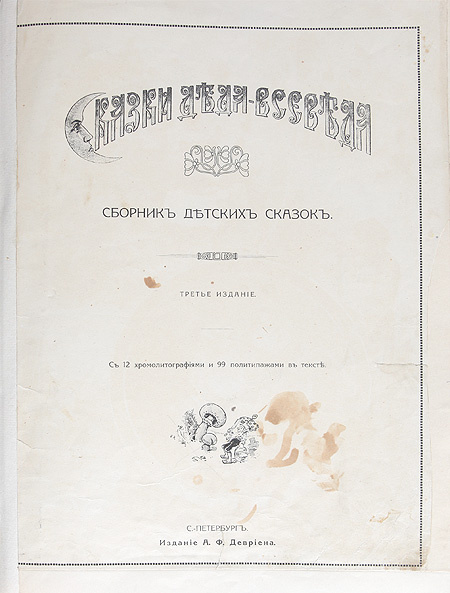 СКАЗКИ ДѢДА-ВСЕВѢДА
СБОРНИКЪ ДѢТСКИХЪ СКАЗОКЪ.
ТРЕТЬЕ ИЗДАНІЕ.
Съ 12 хромолитографіями и 99 политипажами въ текстѣ.
С.-ПЕТЕРБУРГЪ.
Изданіе А. Ф. Девріена.